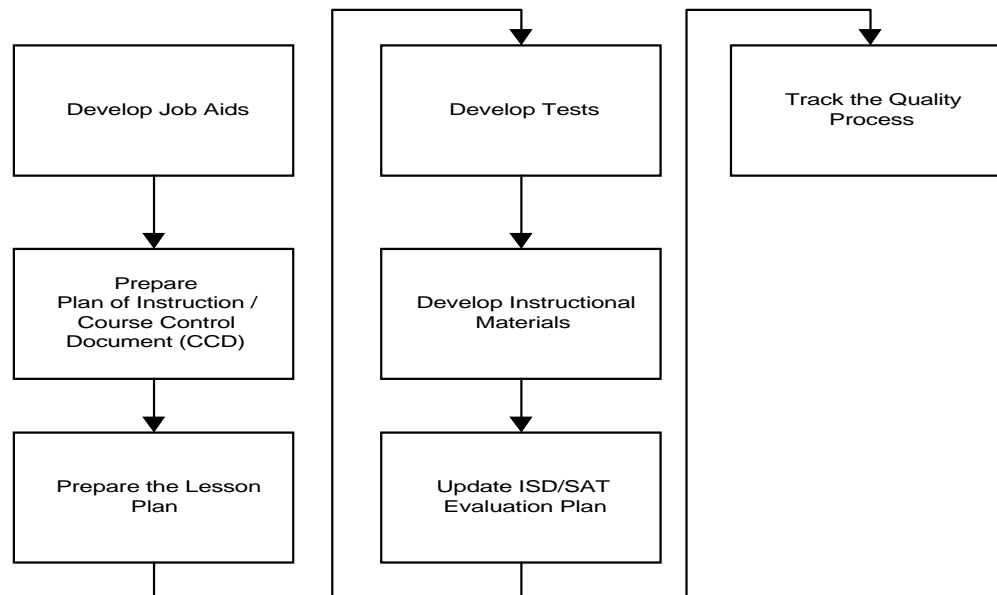 Develop Job Aids
Prepare
Plan of Instruction /
Course Control
Document (CCD)
Prepare the Lesson
Plan
Develop Tests
Develop Instructional
Materials
Update ISD/SAT
Evaluation Plan
Track the Quality
Process